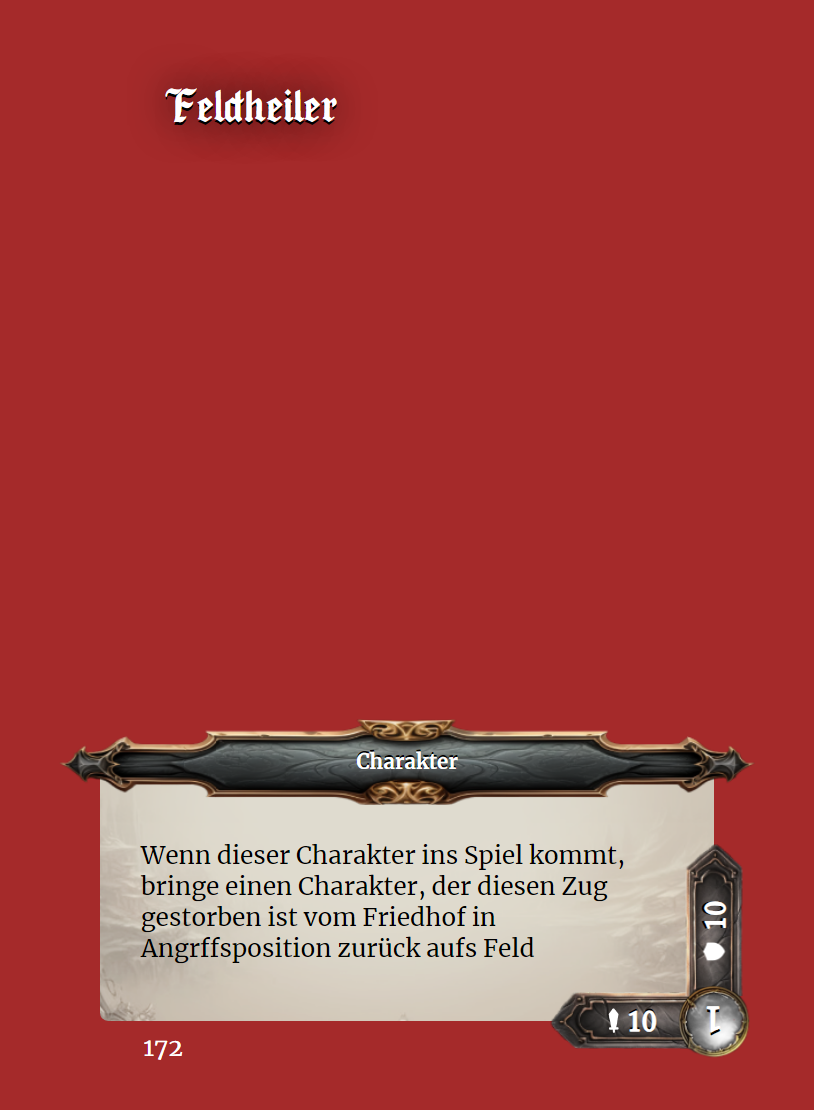 Feldheiler
Charakter
Wenn dieser Charakter ins Spiel kommt,
bringe einen Charakter, der diesen Zug
gestorben ist vom Friedhof in
Angrffsposition zurück aufs Feld
10
10
1
172